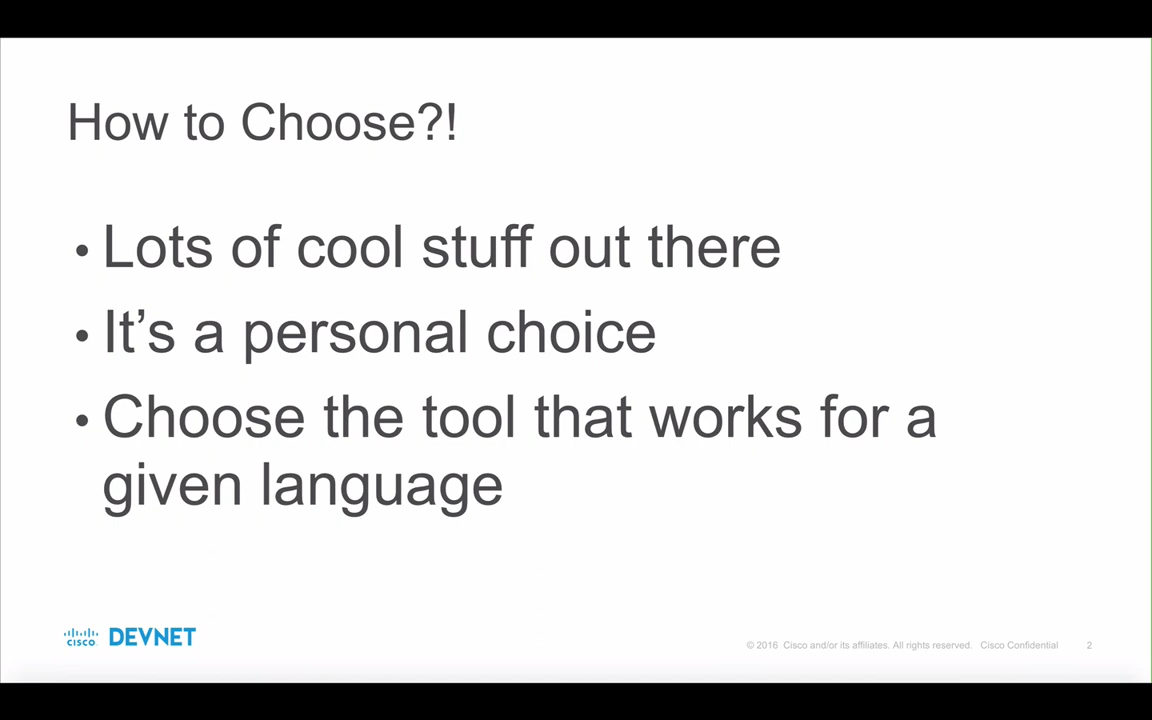 How to Choose?!
• Lots of cool stuff out there
• It’s a personal choice
• Choose the tool that works for a
given language
CISCO DEVNET
© 2016 Cisco and/or its affiliates. All rights reserved. Cisco Confidential 2